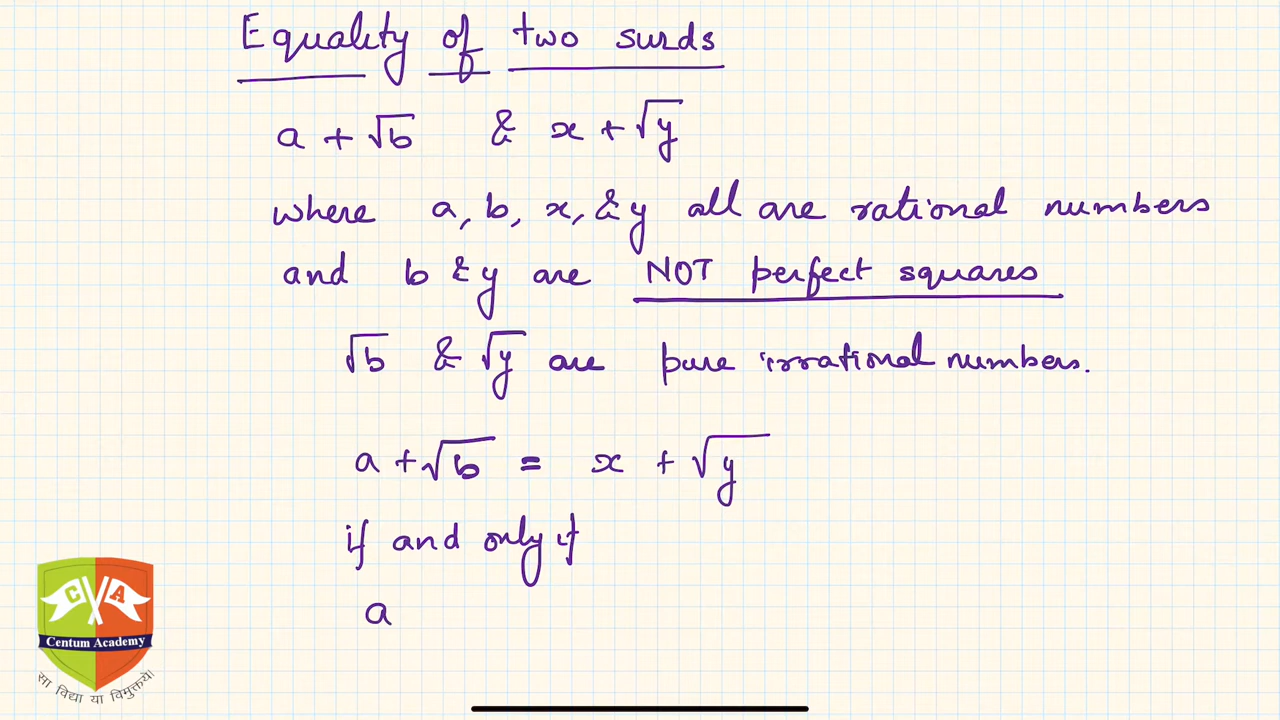 Equality of two surds
a + √b & x + √y
where a, b, x, & y all are rational numbers
and b & y are NOT perfect squares
√b & √y are pure irrational numbers.
a + √b = x + √y
if and only if
a
C A
Centum Academy
सा विद्या या विमुक्तये।